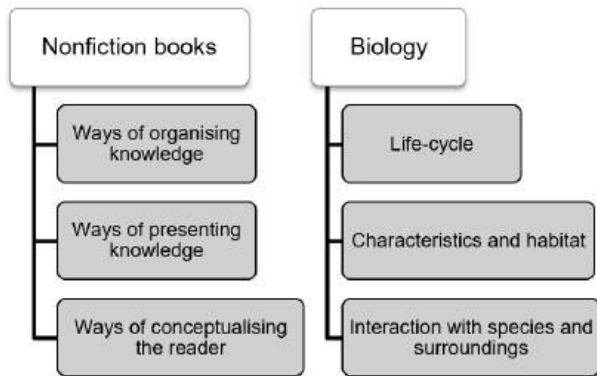 Nonfiction books
Ways of organising
knowledge
Ways of presenting
knowledge
Ways of conceptualising
the reader
Biology
Life-cycle
Characteristics and habitat
Interaction with species and
surroundings